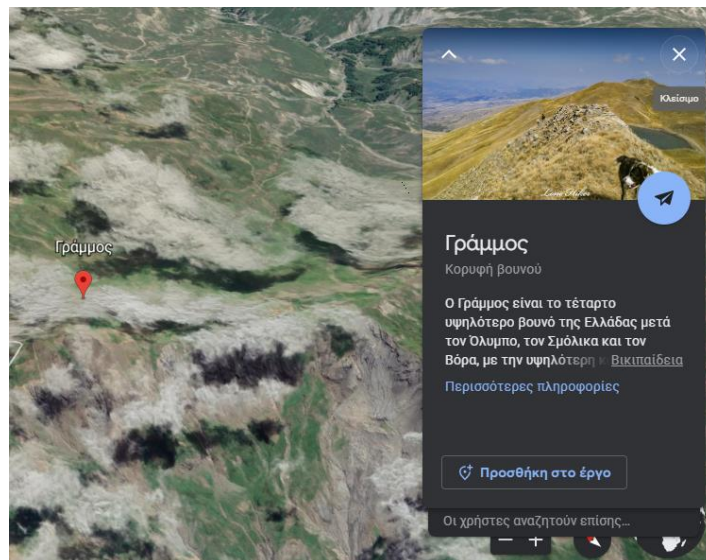 Γράμμος
Κλείσιμο
Γράμμος
Κορυφή βουνού
Ο Γράμμος είναι το τέταρτο
υψηλότερο βουνό της Ελλάδας μετά
τον Όλυμπο, τον Σμόλικα και τον
Βόρα, με την υψηλότερη κ Βικιπαίδεια
Περισσότερες πληροφορίες
Προσθήκη στο έργο
Οι χρήστες αναζητούν επίσης...